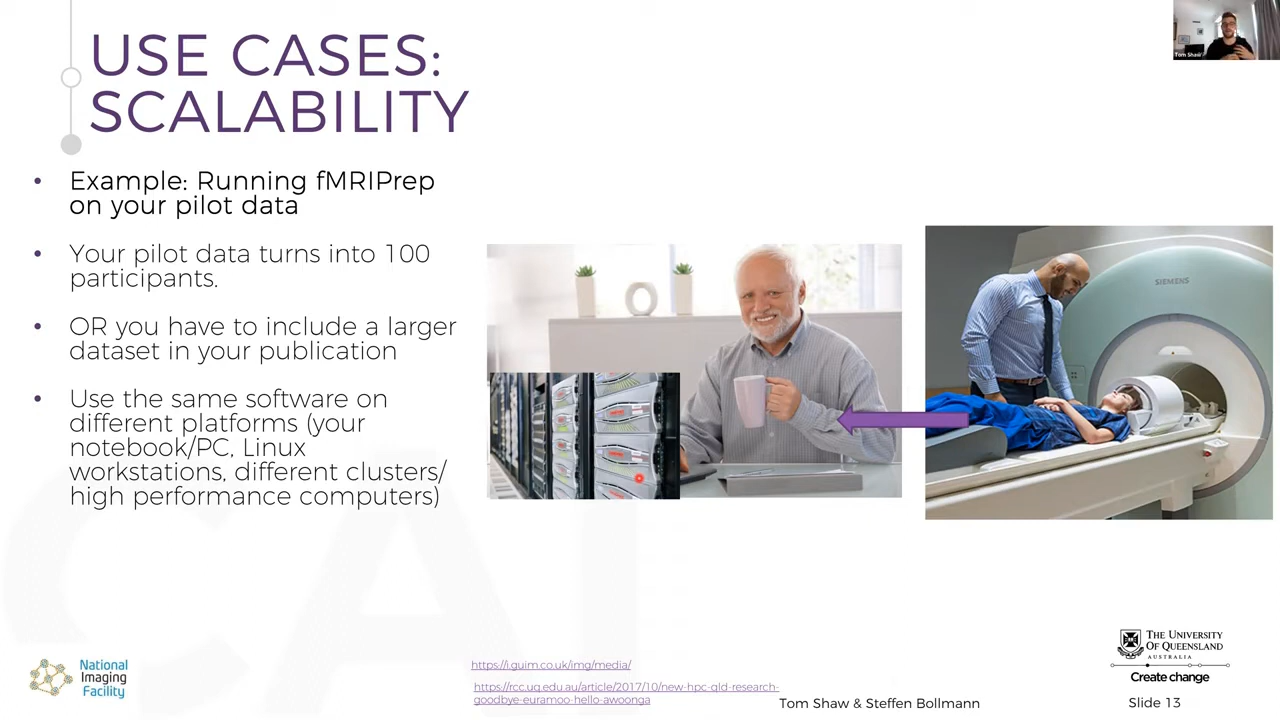 USE CASES:
SCALABILITY
• Example: Running fMRIPrep
on your pilot data
• Your pilot data turns into 100
participants.
• OR you have to include a larger
dataset in your publication
• Use the same software on
different platforms (your
notebook/PC, Linux
workstations, different clusters/
high performance computers)
Tom Shaw
SIEMENS
National
Imaging
Facility
https://i.guim.co.uk/img/media/
https://rcc.uq.edu.au/article/2017/10/new-hpc-qld-research-
goodbye-euramoo-hello-awoonga
Tom Shaw & Steffen Bollmann
THE UNIVERSITY
OF QUEENSLAND
AUSTRALIA
Create change
Slide 13